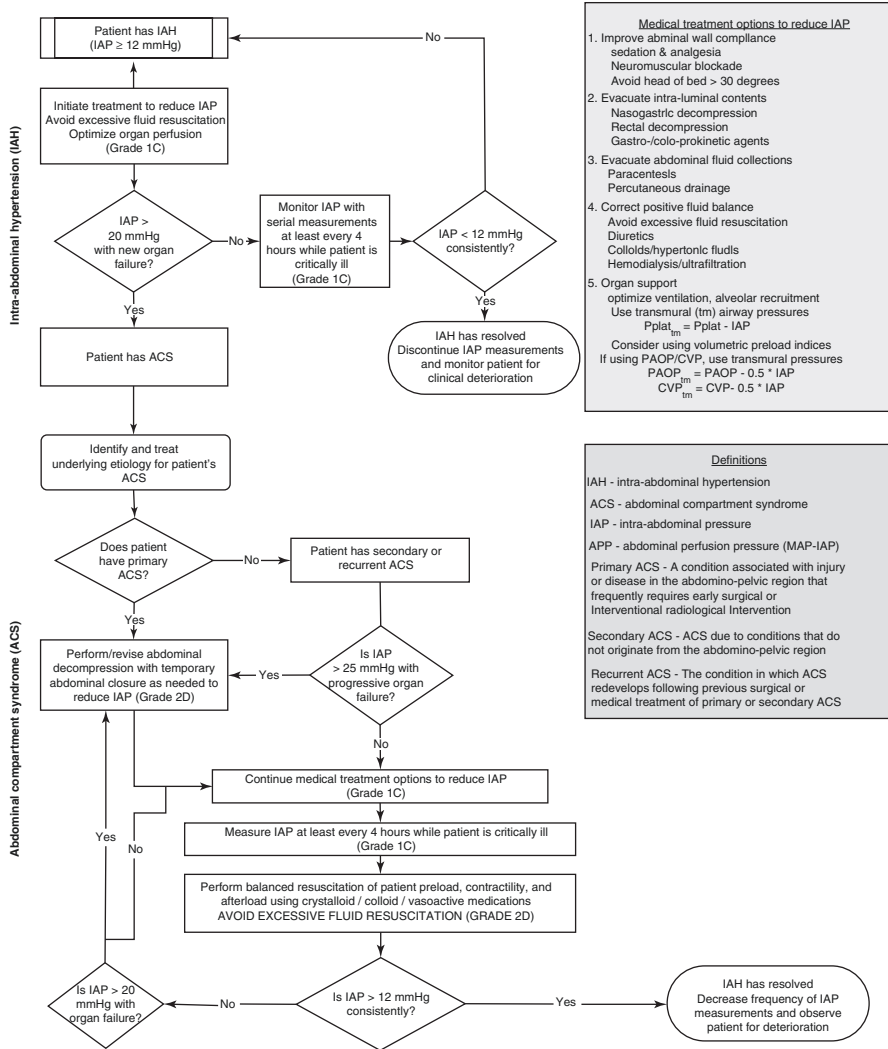 Intra-abdominal hypertension (IAH)
Patient has IAH
(IAP ≥ 12 mmHg)
No
Initiate treatment to reduce IAP
Avoid excessive fluid resuscitation
Optimize organ perfusion
(Grade 1C)
IAP >
20 mmHg
with new organ
failure?
No
Monitor IAP with
serial measurements
at least every 4
hours while patient is
critically ill
(Grade 1C)
IAP < 12 mmHg
consistently?
Yes
Yes
IAH has resolved
Discontinue IAP measurements
and monitor patient for
clinical deterioration
Patient has ACS
Abdominal compartment syndrome (ACS)
Identify and treat
underlying etiology for patient's
ACS
Does patient
have primary
ACS?
No
Patient has secondary or
recurrent ACS
Yes
Perform/revise abdominal
decompression with temporary
abdominal closure as needed to
reduce IAP (Grade 2D)
Yes
Is IAP
> 25 mmHg with
progressive organ
failure?
No
Continue medical treatment options to reduce IAP
(Grade 1C)
Measure IAP at least every 4 hours while patient is critically ill
(Grade 1C)
Yes
No
Perform balanced resuscitation of patient preload, contractility, and
afterload using crystalloid / colloid / vasoactive medications
AVOID EXCESSIVE FLUID RESUSCITATION (GRADE 2D)
Is IAP > 20
mmHg with
organ failure?
No
Is IAP > 12 mmHg
consistently?
Yes
IAH has resolved
Decrease frequency of IAP
measurements and observe
patient for deterioration
Medical treatment options to reduce IAP
1. Improve abminal wall complIance
sedation & analgesia
Neuromuscular blockade
Avoid head of bed > 30 degrees
2. Evacuate intra-luminal contents
NasogastrIc decompression
Rectal decompression
Gastro-/colo-prokinetic agents
3. Evacuate abdominal fluid collections
ParacentesIs
Percutaneous drainage
4. Correct positive fluid balance
Avoid excessive fluid resuscitation
Diuretics
ColloIds/hypertonIc fludIs
Hemodialysis/ultrafiltration
5. Organ support
optimize ventilation, alveolar recruitment
Use transmural (tm) airway pressures
Pplat tm = Pplat - IAP
Consider using volumetric preload indices
If using PAOP/CVP, use transmural pressures
PAOP tm = PAOP - 0.5 * IAP
CVP tm = CVP- 0.5 * IAP
Definitions
IAH - intra-abdominal hypertension
ACS - abdominal compartment syndrome
IAP - intra-abdominal pressure
APP - abdominal perfusion pressure (MAP-IAP)
Primary ACS - A condition associated with injury
or disease in the abdomino-pelvic region that
frequently requires early surgical or
Interventional radiological Intervention
Secondary ACS - ACS due to conditions that do
not originate from the abdomino-pelvic region
Recurrent ACS - The condition in which ACS
redevelops following previous surgical or
medical treatment of primary or secondary ACS